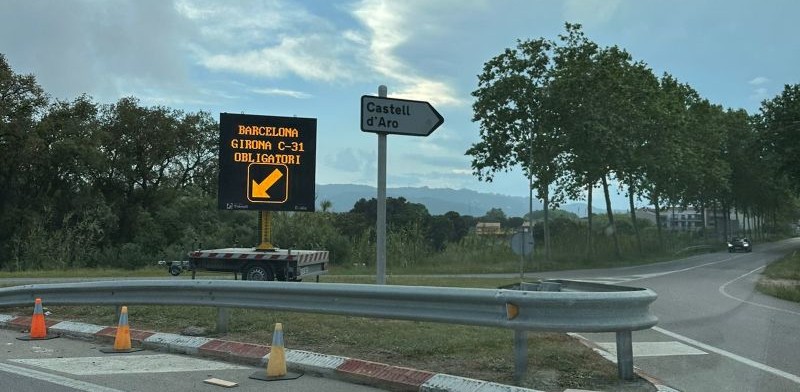 BARCELONA
GIRONA C-31
OBLIGATORI
Castell
d'Aro